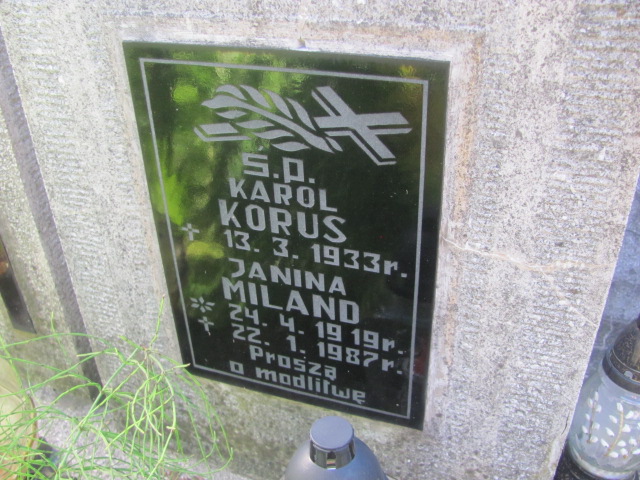 ś.p.
KAROL
KORUS
† 13. 3. 1933r.
JANINA
MILAND
* 24. 4. 1919r.
† 22. 1. 1987r.
Proszą
o modlitwę